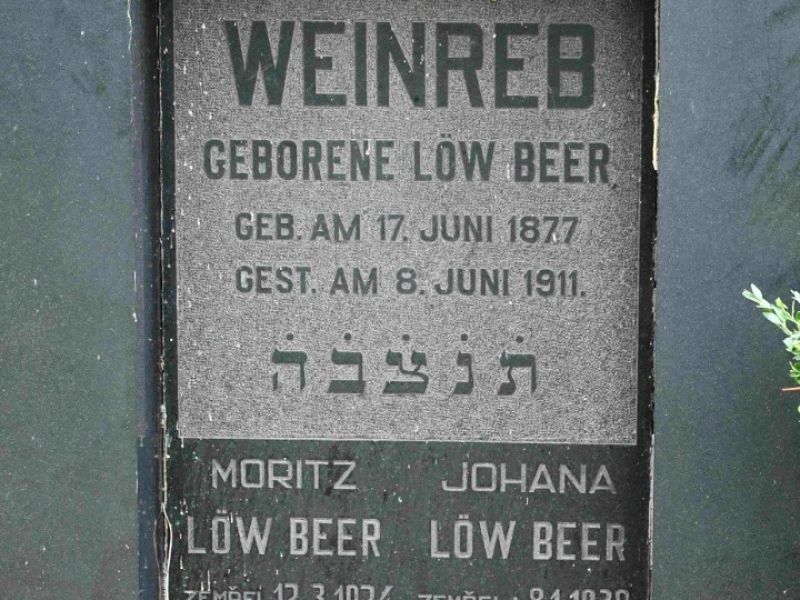 WEINREB
GEBORENE LÖW BEER
GEB. AM 17. JUNI 1877
GEST. AM 8. JUNI 1911.
ת̇נ̇צ̇ב̇ה̇
MORITZ JOHANA
LÖW BEER LÖW BEER